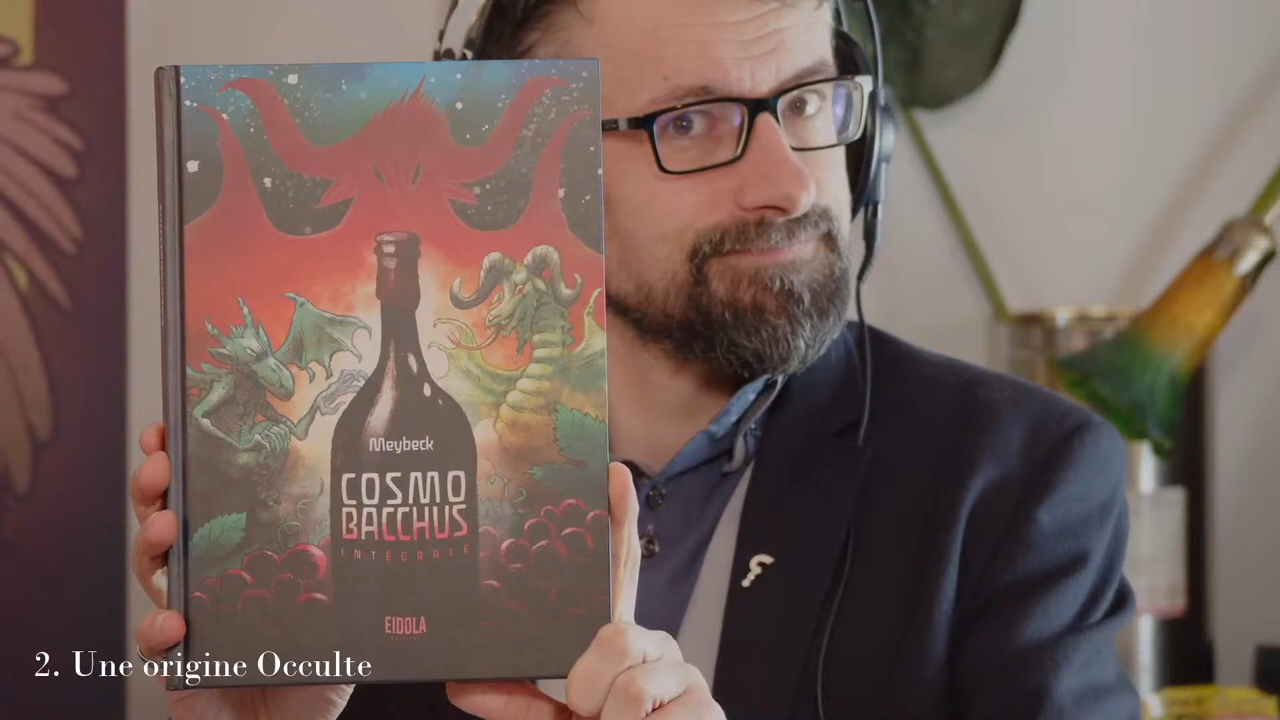 Meybeck
COSMO
BACCHUS
INTÉGRALE
EIDOLA
2. Une origine Occulte